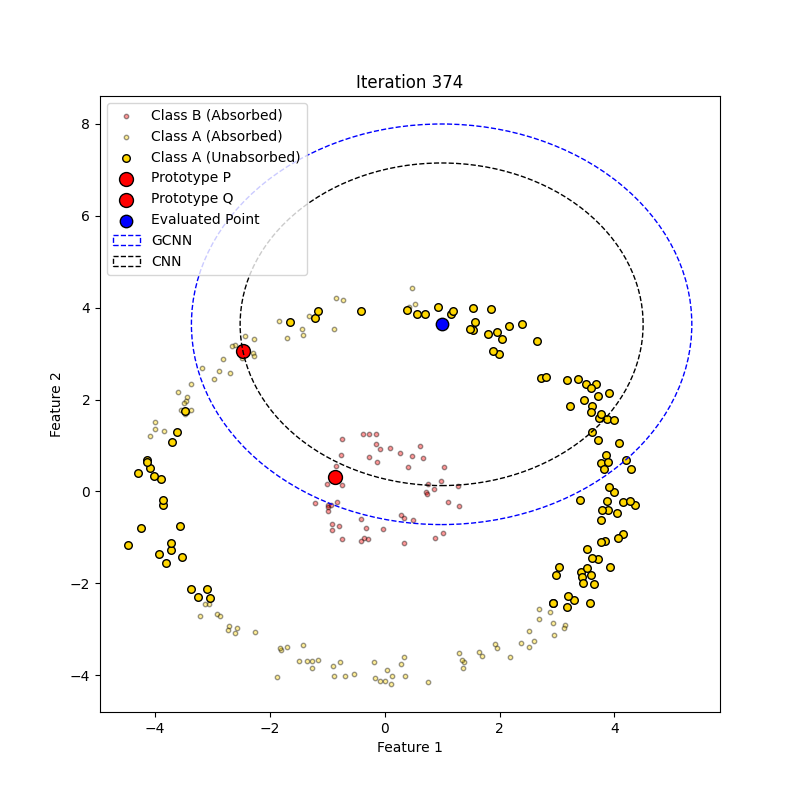 Iteration 374
Class B (Absorbed)
Class A (Absorbed)
Class A (Unabsorbed)
Prototype P
Prototype Q
Evaluated Point
GCNN
CNN
8
6
4
2
0
−2
−4
Feature 2
−4
−2
0
2
4
Feature 1